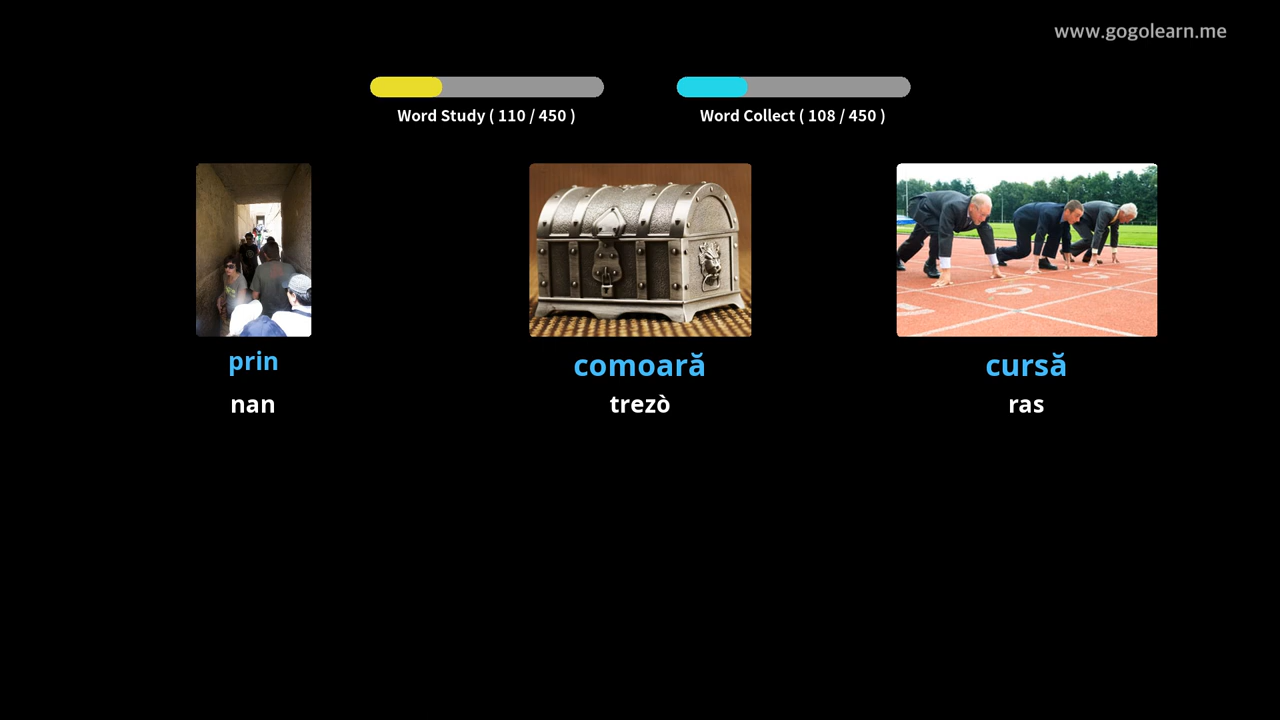 www.gogolearn.me
Word Study ( 110 / 450 )
Word Collect ( 108 / 450 )
prin
comoară
cursă
nan
trezò
ras